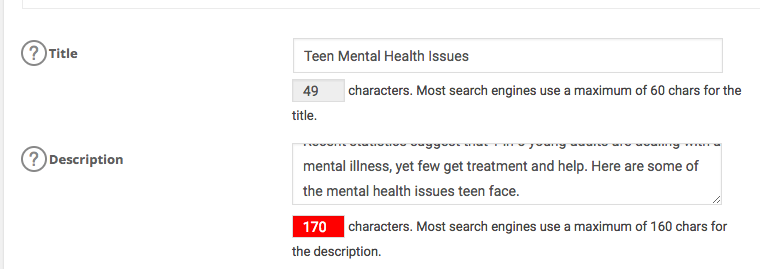 Title
Teen Mental Health Issues
49 characters. Most search engines use a maximum of 60 chars for the
title.
Description
Recent statistics suggest that 1 in 5 young adults are dealing with a
mental illness, yet few get treatment and help. Here are some of
the mental health issues teen face.
170 characters. Most search engines use a maximum of 160 chars for
the description.